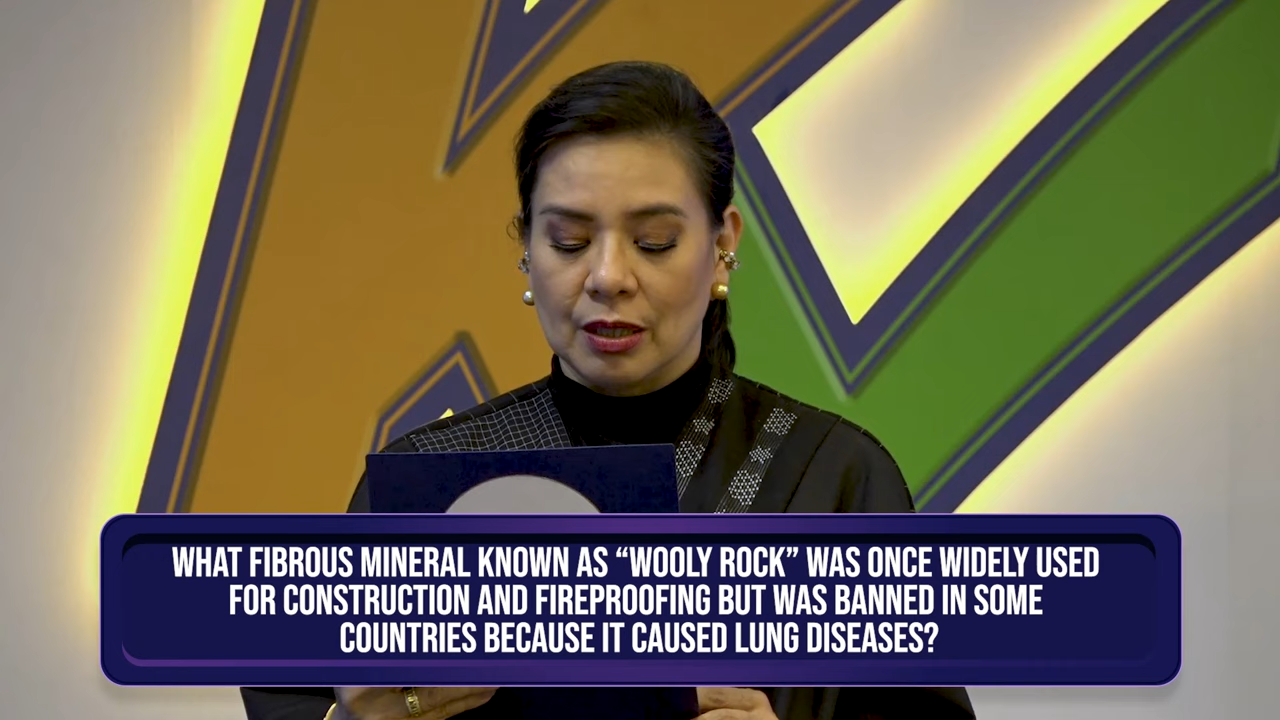 WHAT FIBROUS MINERAL KNOWN AS “WOOLY ROCK” WAS ONCE WIDELY USED
FOR CONSTRUCTION AND FIREPROOFING BUT WAS BANNED IN SOME
COUNTRIES BECAUSE IT CAUSED LUNG DISEASES?